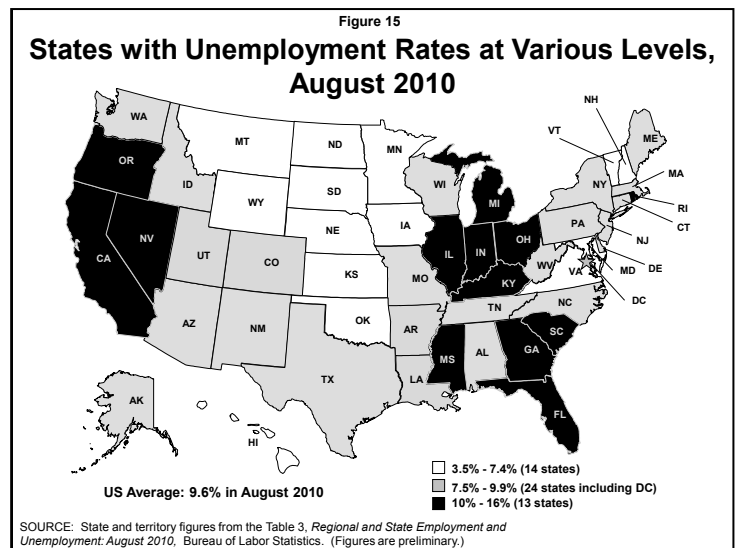 Figure 15
States with Unemployment Rates at Various Levels,
August 2010
NH
VT
WA
MT
ND
MN
ME
OR
ID
SD
WI
NY
MA
WY
MI
RI
CT
NV
NE
IA
PA
NJ
CA
UT
CO
IL
IN
OH
DE
KS
MO
WV
VA
MD
KY
DC
AZ
NM
OK
AR
TN
NC
SC
TX
LA
MS
AL
GA
AK
FL
HI
US Average: 9.6% in August 2010
3.5% - 7.4% (14 states)
7.5% - 9.9% (24 states including DC)
10% - 16% (13 states)
SOURCE: State and territory figures from the Table 3, Regional and State Employment and
Unemployment: August 2010, Bureau of Labor Statistics. (Figures are preliminary.)